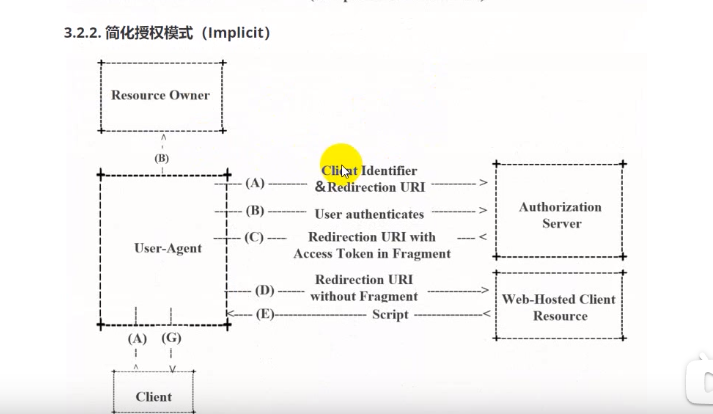 3.2.2. 简化授权模式（Implicit）
Resource Owner
(B)
(A)
Client Identifier
&Redirection URI
(B)
User authenticates
Authorization
Server
User-Agent
(C)
Redirection URI with
Access Token in Fragment
(D)
Redirection URI
without Fragment
Web-Hosted Client
Resource
(E)
Script
(A) (G)
Client